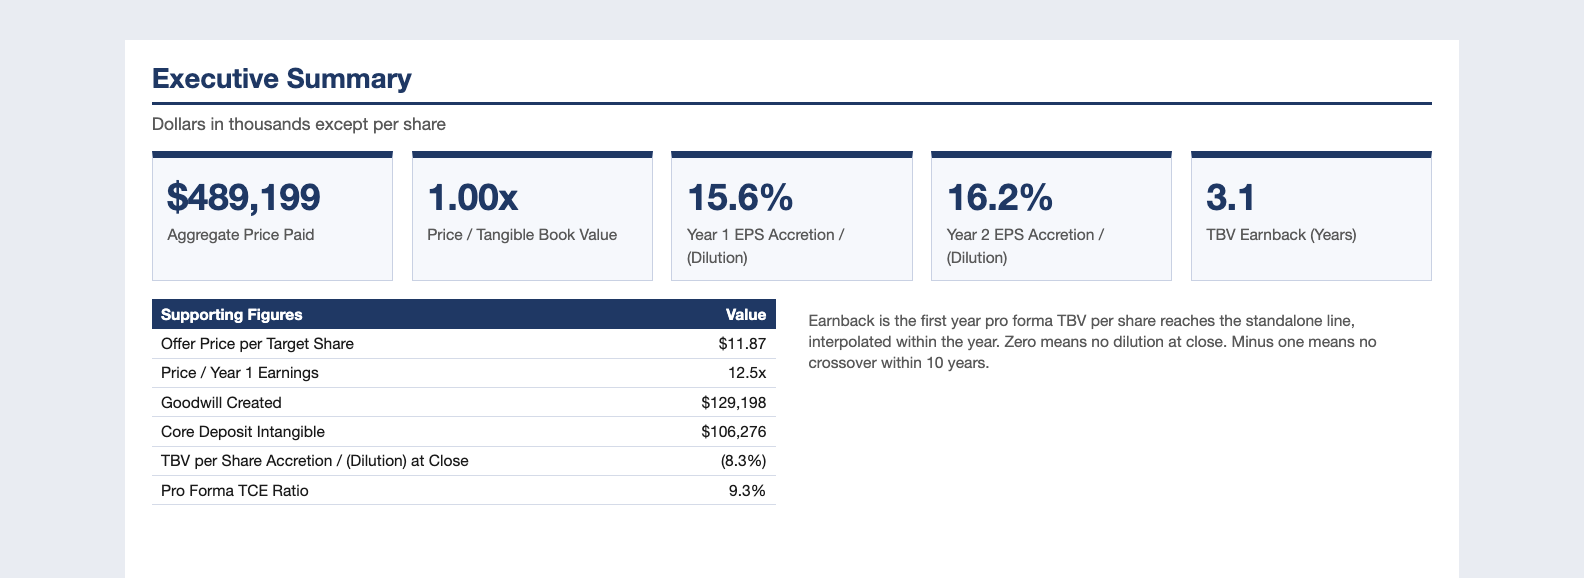 Executive Summary
Dollars in thousands except per share
$489,199
Aggregate Price Paid
1.00x
Price / Tangible Book Value
15.6%
Year 1 EPS Accretion /
(Dilution)
16.2%
Year 2 EPS Accretion /
(Dilution)
3.1
TBV Earnback (Years)
Supporting Figures Value
Offer Price per Target Share $11.87
Price / Year 1 Earnings 12.5x
Goodwill Created $129,198
Core Deposit Intangible $106,276
TBV per Share Accretion / (Dilution) at Close (8.3%)
Pro Forma TCE Ratio 9.3%
Earnback is the first year pro forma TBV per share reaches the standalone line,
interpolated within the year. Zero means no dilution at close. Minus one means no
crossover within 10 years.